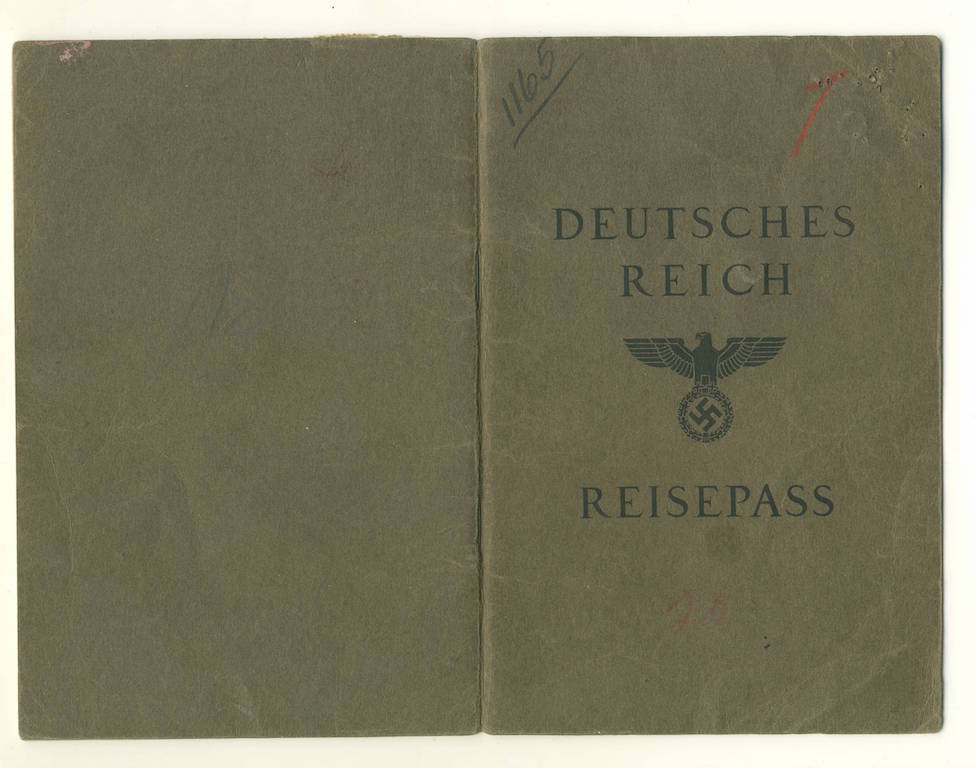 1165
DEUTSCHES
REICH
REISEPASS